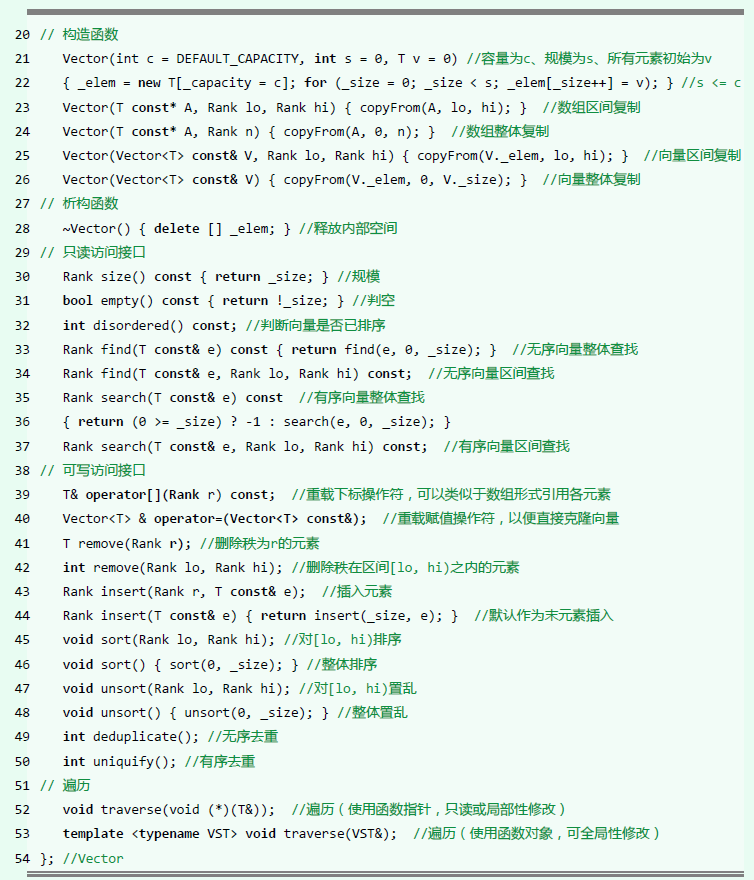 20 // 构造函数
21    Vector(int c = DEFAULT_CAPACITY, int s = 0, T v = 0) //容量为c、规模为s、所有元素初始为v
22    { _elem = new T[_capacity = c]; for (_size = 0; _size < s; _elem[_size++] = v); } //s <= c
23    Vector(T const* A, Rank lo, Rank hi) { copyFrom(A, lo, hi); }  //数组区间复制
24    Vector(T const* A, Rank n) { copyFrom(A, 0, n); }  //数组整体复制
25    Vector(Vector<T> const& V, Rank lo, Rank hi) { copyFrom(V._elem, lo, hi); }  //向量区间复制
26    Vector(Vector<T> const& V) { copyFrom(V._elem, 0, V._size); }  //向量整体复制
27 // 析构函数
28    ~Vector() { delete [] _elem; } //释放内部空间
29 // 只读访问接口
30    Rank size() const { return _size; } //规模
31    bool empty() const { return !_size; } //判空
32    int disordered() const; //判断向量是否已排序
33    Rank find(T const& e) const { return find(e, 0, _size); }  //无序向量整体查找
34    Rank find(T const& e, Rank lo, Rank hi) const;  //无序向量区间查找
35    Rank search(T const& e) const  //有序向量整体查找
36    { return (0 >= _size) ? -1 : search(e, 0, _size); }
37    Rank search(T const& e, Rank lo, Rank hi) const;  //有序向量区间查找
38 // 可写访问接口
39    T& operator[](Rank r) const;  //重载下标操作符，可以类似于数组形式引用各元素
40    Vector<T> & operator=(Vector<T> const&);  //重载赋值操作符，以便直接克隆向量
41    T remove(Rank r); //删除秩为r的元素
42    int remove(Rank lo, Rank hi); //删除秩在区间[lo, hi)之内的元素
43    Rank insert(Rank r, T const& e);  //插入元素
44    Rank insert(T const& e) { return insert(_size, e); }  //默认作为末元素插入
45    void sort(Rank lo, Rank hi); //对[lo, hi)排序
46    void sort() { sort(0, _size); } //整体排序
47    void unsort(Rank lo, Rank hi); //对[lo, hi)置乱
48    void unsort() { unsort(0, _size); } //整体置乱
49    int deduplicate(); //无序去重
50    int uniquify(); //有序去重
51 // 遍历
52    void traverse(void (*)(T&));  //遍历（使用函数指针，只读或局部性修改）
53    template <typename VST> void traverse(VST&);  //遍历（使用函数对象，可全局性修改）
54 }; //Vector